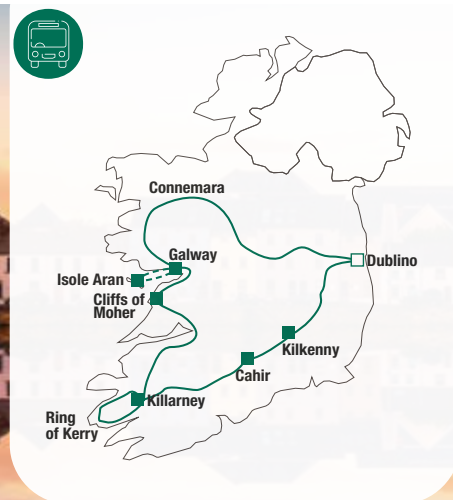 Connemara
Galway
Dublino
Isole Aran
Cliffs of
Moher
Kilkenny
Cahir
Killarney
Ring
of Kerry